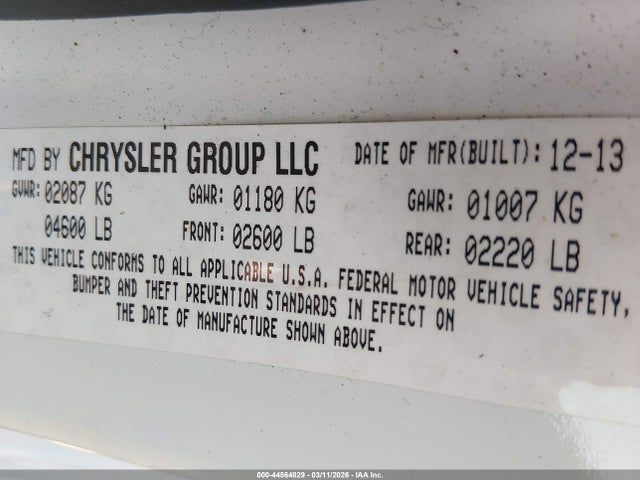 MFD BY CHRYSLER GROUP LLC DATE OF MFR(BUILT): 12-13
GVWR: 02087 KG GAWR: 01180 KG GAWR: 01007 KG
04600 LB FRONT: 02600 LB REAR: 02220 LB
THIS VEHICLE CONFORMS TO ALL APPLICABLE U.S.A. FEDERAL MOTOR VEHICLE SAFETY,
BUMPER AND THEFT PREVENTION STANDARDS IN EFFECT ON
THE DATE OF MANUFACTURE SHOWN ABOVE.
000-44564829 - 03/11/2026 - IAA Inc.